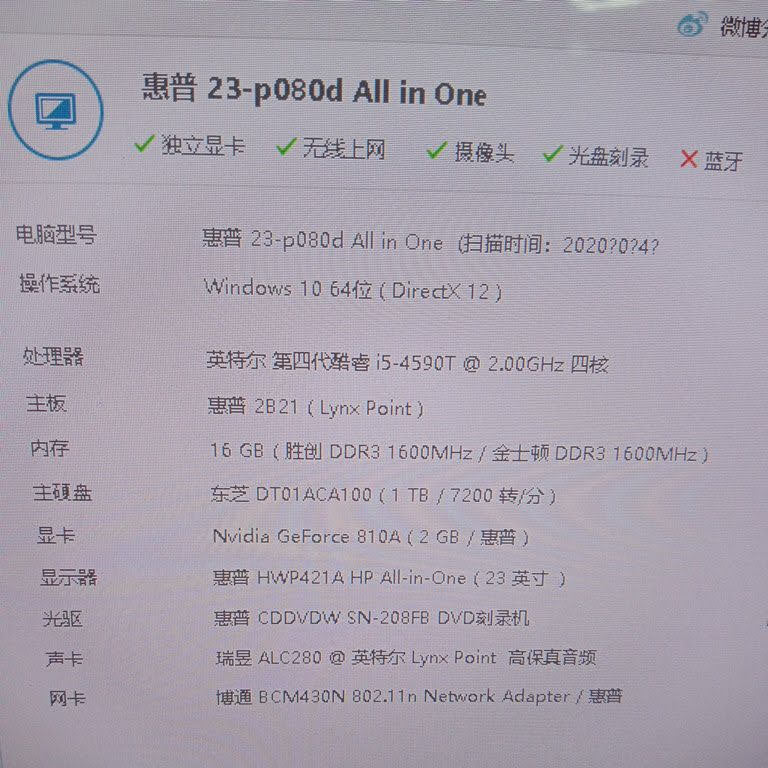 微博分
惠普 23-p080d All in One
独立显卡 无线上网 摄像头 光盘刻录 蓝牙
电脑型号 惠普 23-p080d All in One (扫描时间：2020?0?4?
操作系统 Windows 10 64位 ( DirectX 12 )
处理器 英特尔 第四代酷睿 i5-4590T @ 2.00GHz 四核
主板 惠普 2B21 ( Lynx Point )
内存 16 GB ( 胜创 DDR3 1600MHz / 金士顿 DDR3 1600MHz )
主硬盘 东芝 DT01ACA100 ( 1 TB / 7200 转/分 )
显卡 Nvidia GeForce 810A ( 2 GB / 惠普 )
显示器 惠普 HWP421A HP All-in-One ( 23 英寸 )
光驱 惠普 CDDVDW SN-208FB DVD刻录机
声卡 瑞昱 ALC280 @ 英特尔 Lynx Point 高保真音频
网卡 博通 BCM430N 802.11n Network Adapter / 惠普